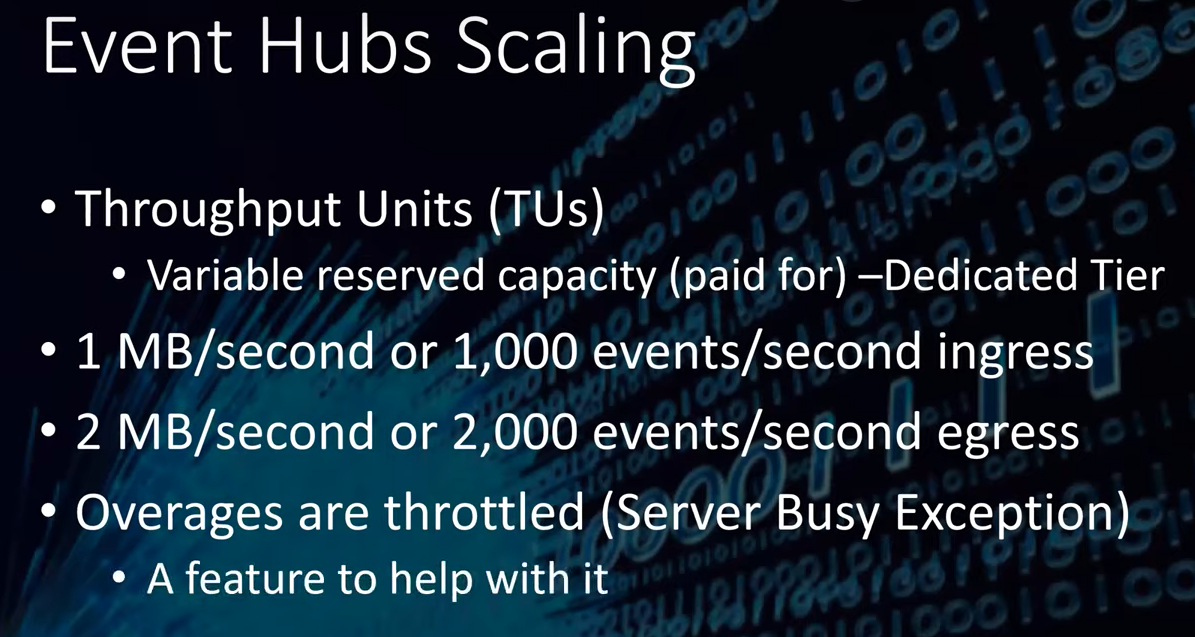 Event Hubs Scaling
• Throughput Units (TUs)
• Variable reserved capacity (paid for) –Dedicated Tier
• 1 MB/second or 1,000 events/second ingress
• 2 MB/second or 2,000 events/second egress
• Overages are throttled (Server Busy Exception)
• A feature to help with it